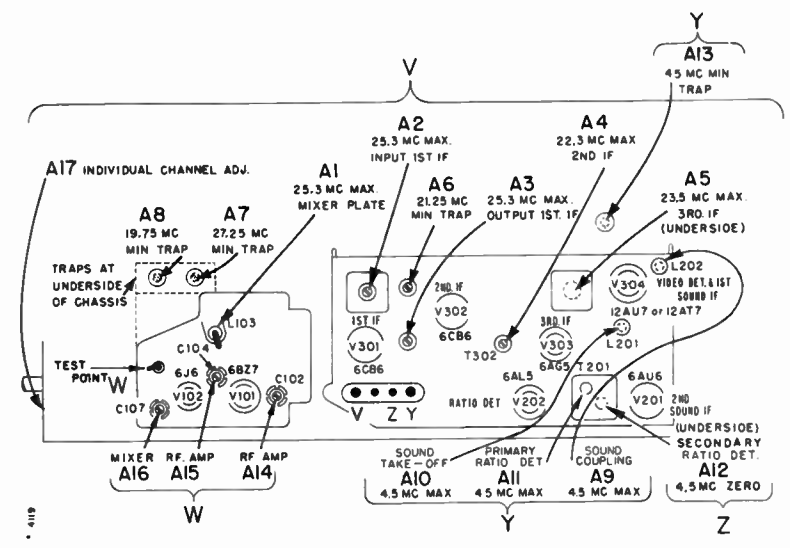 Y
A13
4.5 MC MIN
TRAP
V
A2
25.3 MC MAX.
INPUT 1ST IF
A4
22.3 MC MAX
2ND IF
A17 INDIVIDUAL CHANNEL ADJ.
A1
25.3 MC MAX.
MIXER PLATE
A6
21.25 MC
MIN TRAP
A3
25.3 MC MAX.
OUTPUT 1ST. IF
A5
23.5 MC MAX.
3RD. IF
(UNDERSIDE)
A8
19.75 MC
MIN TRAP
A7
27.25 MC
MIN. TRAP
TRAPS AT
UNDERSIDE
OF CHASSIS
L202
VIDEO DET. & 1ST
SOUND IF
12AU7 or 12AT7
V304
L103
1ST IF
V301
6CB6
2ND. IF
V302
6CB6
T302
3RD. IF
V303
6AG5
L201
T201
C104
TEST
POINT W
6J6
V102
6BZ7
V101
C102
C107
V Z Y
RATIO DET
6AL5
V202
6AU6
V201
2ND
SOUND IF
(UNDERSIDE)
SECONDARY
RATIO DET.
A12
4.5 MC ZERO
MIXER
A16
RF. AMP
A15
RF AMP
A14
SOUND
TAKE-OFF
A10
4.5 MC MAX
PRIMARY
RATIO DET
A11
4.5 MC MAX
SOUND
COUPLING
A9
4.5 MC MAX
W
Y
Z
4119